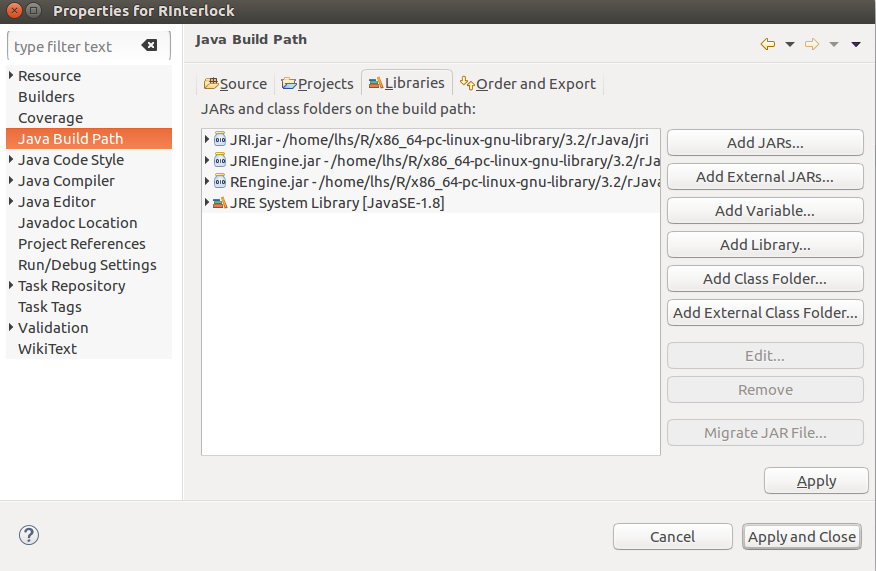 Properties for RInterlock
type filter text
Resource
Builders
Coverage
Java Build Path
Java Code Style
Java Compiler
Java Editor
Javadoc Location
Project References
Run/Debug Settings
Task Repository
Task Tags
Validation
WikiText
Java Build Path
Source Projects Libraries Order and Export
JARs and class folders on the build path:
JRI.jar - /home/lhs/R/x86_64-pc-linux-gnu-library/3.2/rJava/jri
JRIEngine.jar - /home/lhs/R/x86_64-pc-linux-gnu-library/3.2/rJa
REngine.jar - /home/lhs/R/x86_64-pc-linux-gnu-library/3.2/rJava
JRE System Library [JavaSE-1.8]
Add JARs...
Add External JARs...
Add Variable...
Add Library...
Add Class Folder...
Add External Class Folder...
Edit...
Remove
Migrate JAR File...
Apply
?
Cancel
Apply and Close